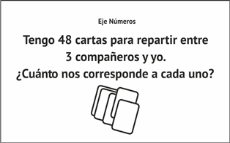 Eje Números
Tengo 48 cartas para repartir entre
3 compañeros y yo.
¿Cuánto nos corresponde a cada uno?